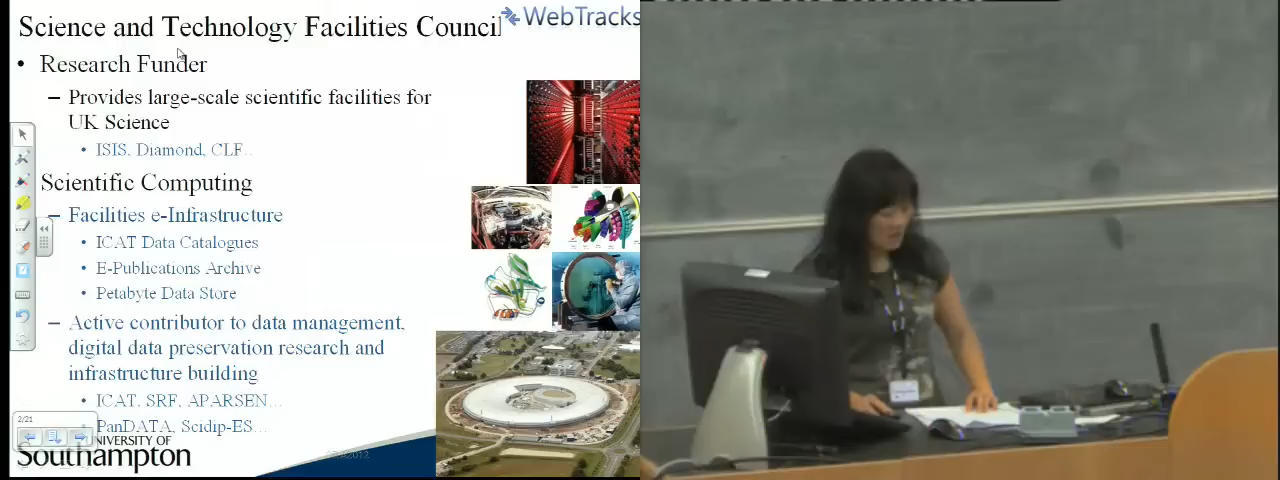 Science and Technology Facilities Council
WebTracks
• Research Funder
– Provides large-scale scientific facilities for
UK Science
• ISIS, Diamond, CLF..
Scientific Computing
– Facilities e-Infrastructure
• ICAT Data Catalogues
• E-Publications Archive
• Petabyte Data Store
– Active contributor to data management,
digital data preservation research and
infrastructure building
• ICAT, SRF, APARSEN...
PanDATA, Scidip-ES...
2/21
UNIVERSITY OF
Southampton